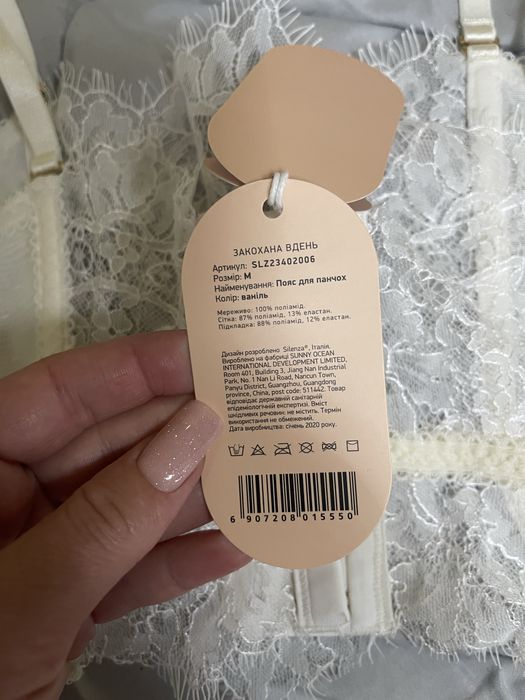 ЗАКОХАНА ВДЕНЬ
Артикул: SLZ23402006
Розмір: M
Найменування: Пояс для панчох
Колір: ваніль
Мереживо: 100% поліамід.
Сітка: 87% поліамід, 13% еластан.
Підкладка: 88% поліамід, 12% еластан.
Дизайн розроблено Silenza®, Італія.
Вироблено на фабриці SUNNY OCEAN
INTERNATIONAL DEVELOPMENT LIMITED,
Room 401, Building 3, Jiang Nan Industrial
Park, No. 1 Nan Li Road, Nancun Town,
Panyu District, Guangzhou, Guangdong
province, China, post code: 511442. Товар
відповідає державній санітарній
епідеміологічній експертизі. Вміст
шкідливих речовин: не містить. Термін
використання не обмежений.
Дата виробництва: січень 2020 року.
6 907208 015550